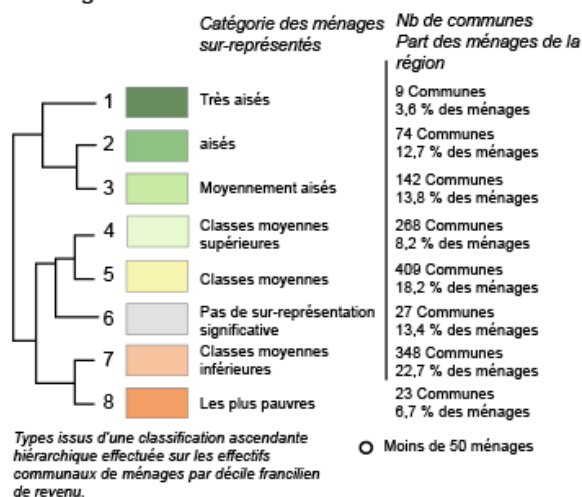 Catégorie des ménages
sur-représentés
Nb de communes
Part des ménages de la
région
1 Très aisés
9 Communes
3,6 % des ménages
2 aisés
74 Communes
12,7 % des ménages
3 Moyennement aisés
142 Communes
13,8 % des ménages
4 Classes moyennes
supérieures
268 Communes
8,2 % des ménages
5 Classes moyennes
409 Communes
18,2 % des ménages
6 Pas de sur-représentation
significative
27 Communes
13,4 % des ménages
7 Classes moyennes
inférieures
348 Communes
22,7 % des ménages
8 Les plus pauvres
23 Communes
6,7 % des ménages
Types issus d'une classification ascendante
hiérarchique effectuée sur les effectifs
communaux de ménages par décile francilien
de revenu.
Moins de 50 ménages